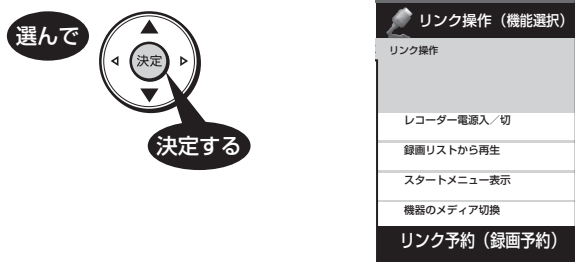 選んで
決定
決定する
リンク操作（機能選択）
リンク操作
レコーダー電源入／切
録画リストから再生
スタートメニュー表示
機器のメディア切換
リンク予約（録画予約）